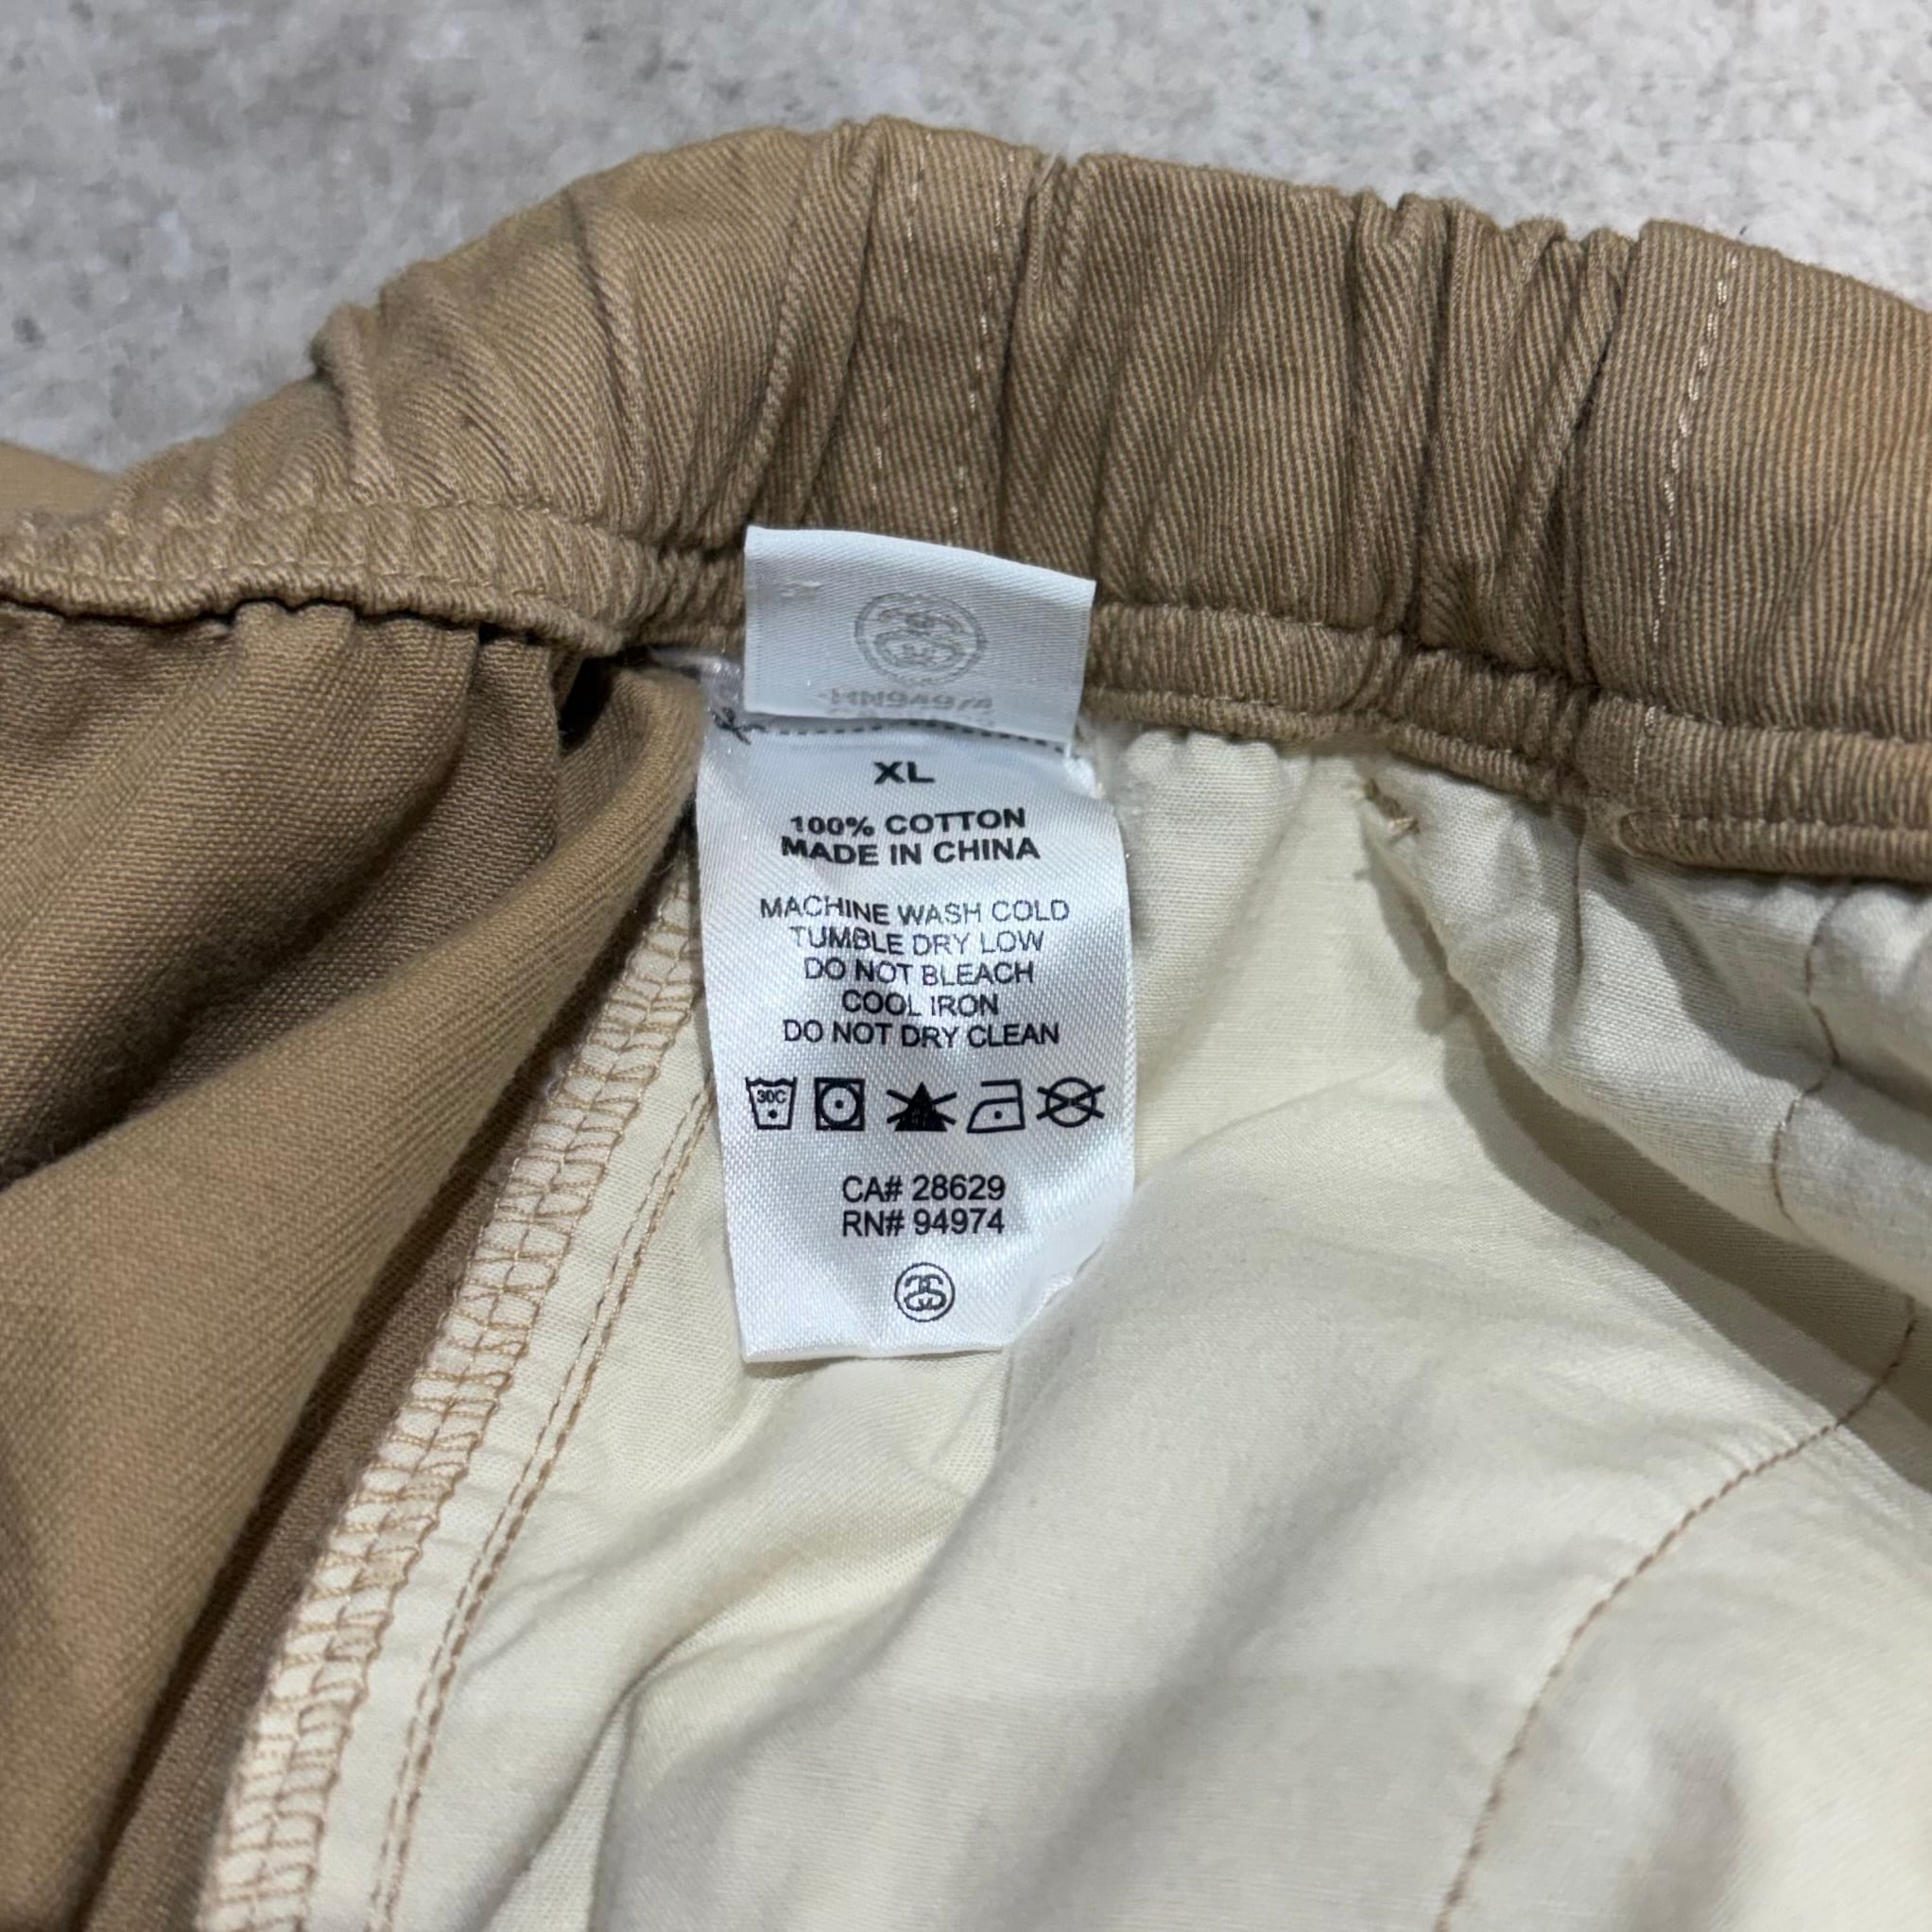 XL
100% COTTON
MADE IN CHINA
MACHINE WASH COLD
TUMBLE DRY LOW
DO NOT BLEACH
COOL IRON
DO NOT DRY CLEAN
30C
CA# 28629
RN# 94974